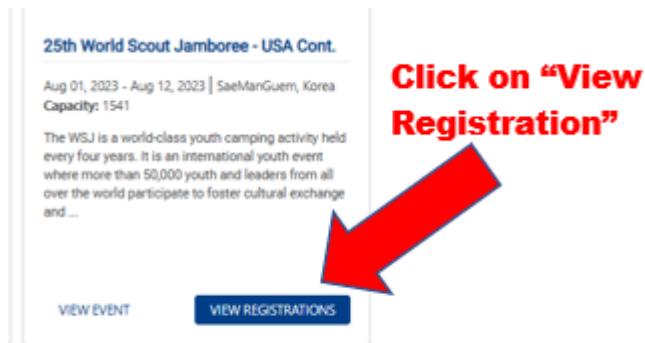 25th World Scout Jamboree - USA Cont.
Aug 01, 2023 - Aug 12, 2023 | SaeManGuem, Korea
Capacity: 1541
The WSJ is a world-class youth camping activity held
every four years. It is an international youth event
where more than 50,000 youth and leaders from all
over the world participate to foster cultural exchange
and ...
VIEW EVENT
VIEW REGISTRATIONS
Click on “View
Registration”